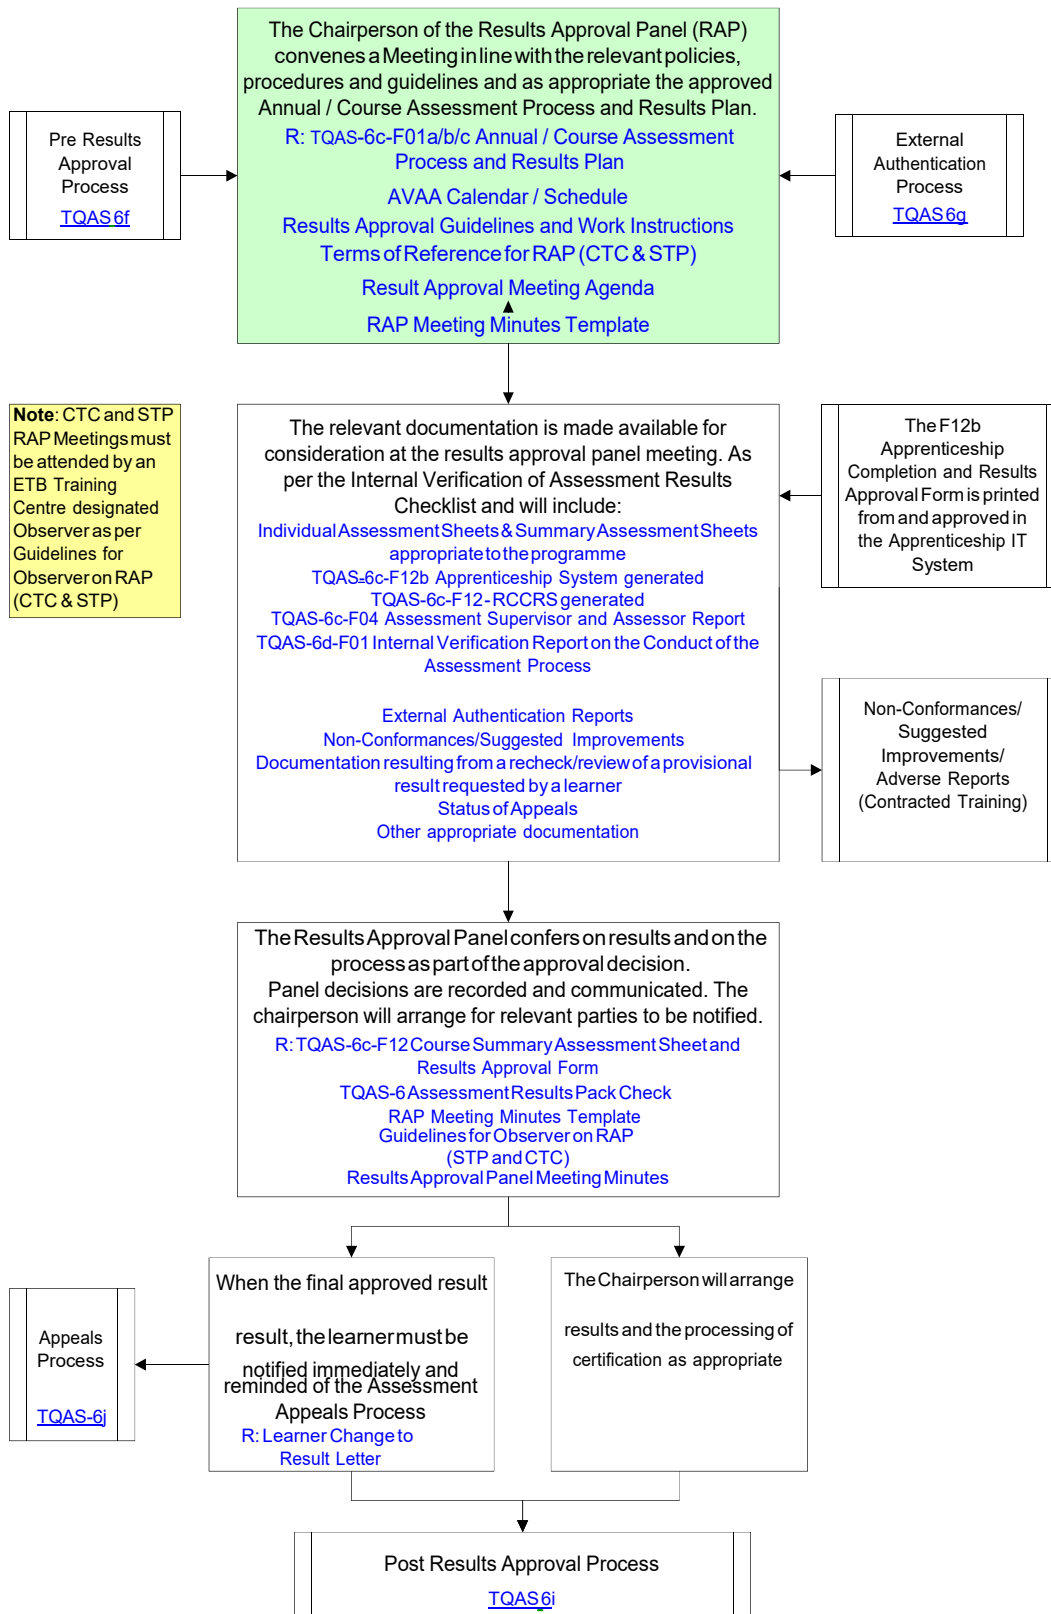 The Chairperson of the Results Approval Panel (RAP)
convenes a Meeting in line with the relevant policies,
procedures and guidelines and as appropriate the approved
Annual / Course Assessment Process and Results Plan.
R: TQAS-6c-F01a/b/c Annual / Course Assessment
Process and Results Plan
AVAA Calendar / Schedule
Results Approval Guidelines and Work Instructions
Terms of Reference for RAP (CTC & STP)
Result Approval Meeting Agenda
RAP Meeting Minutes Template
Pre Results
Approval
Process
TQAS 6f
External
Authentication
Process
TQAS 6g
Note: CTC and STP
RAP Meetings must
be attended by an
ETB Training
Centre designated
Observer as per
Guidelines for
Observer on RAP
(CTC & STP)
The relevant documentation is made available for
consideration at the results approval panel meeting. As
per the Internal Verification of Assessment Results
Checklist and will include:
Individual Assessment Sheets & Summary Assessment Sheets
appropriate to the programme
TQAS-6c-F12b Apprenticeship System generated
TQAS-6c-F12 - RCCRS generated
TQAS-6c-F04 Assessment Supervisor and Assessor Report
TQAS-6d-F01 Internal Verification Report on the Conduct of the
Assessment Process
External Authentication Reports
Non-Conformances/Suggested Improvements
Documentation resulting from a recheck/review of a provisional
result requested by a learner
Status of Appeals
Other appropriate documentation
The F12b
Apprenticeship
Completion and Results
Approval Form is printed
from and approved in
the Apprenticeship IT
System
Non-Conformances/
Suggested
Improvements/
Adverse Reports
(Contracted Training)
The Results Approval Panel confers on results and on the
process as part of the approval decision.
Panel decisions are recorded and communicated. The
chairperson will arrange for relevant parties to be notified.
R: TQAS-6c-F12 Course Summary Assessment Sheet and
Results Approval Form
TQAS-6 Assessment Results Pack Check
RAP Meeting Minutes Template
Guidelines for Observer on RAP
(STP and CTC)
Results Approval Panel Meeting Minutes
When the final approved result
result, the learner must be
notified immediately and
reminded of the Assessment
Appeals Process
R: Learner Change to
Result Letter
The Chairperson will arrange
results and the processing of
certification as appropriate
Appeals
Process
TQAS-6j
Post Results Approval Process
TQAS 6i